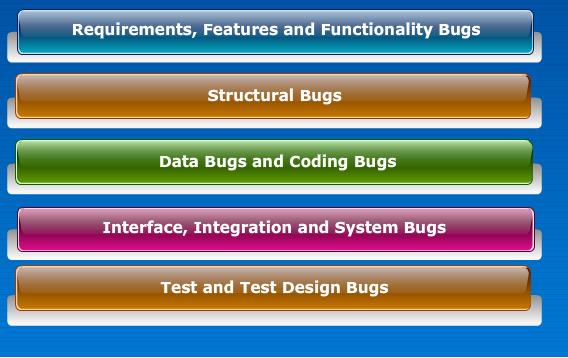 Requirements, Features and Functionality Bugs
Structural Bugs
Data Bugs and Coding Bugs
Interface, Integration and System Bugs
Test and Test Design Bugs